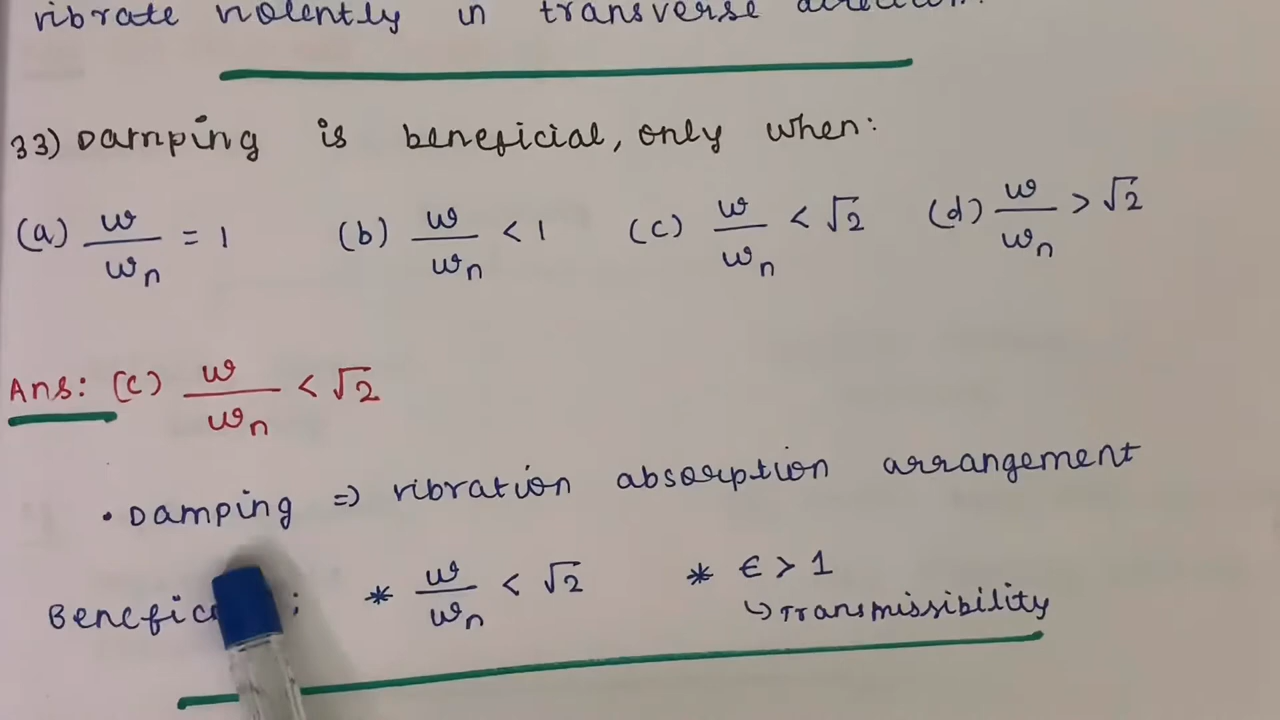 vibrate violently in transverse direction.
33) Damping is beneficial, only when:
(a) ω/ωn = 1 (b) ω/ωn < 1 (c) ω/ωn < √2 (d) ω/ωn > √2
Ans: (c) ω/ωn < √2
• Damping => vibration absorption arrangement
Benefic : * ω/ωn < √2 * ϵ > 1
↳ Transmissibility